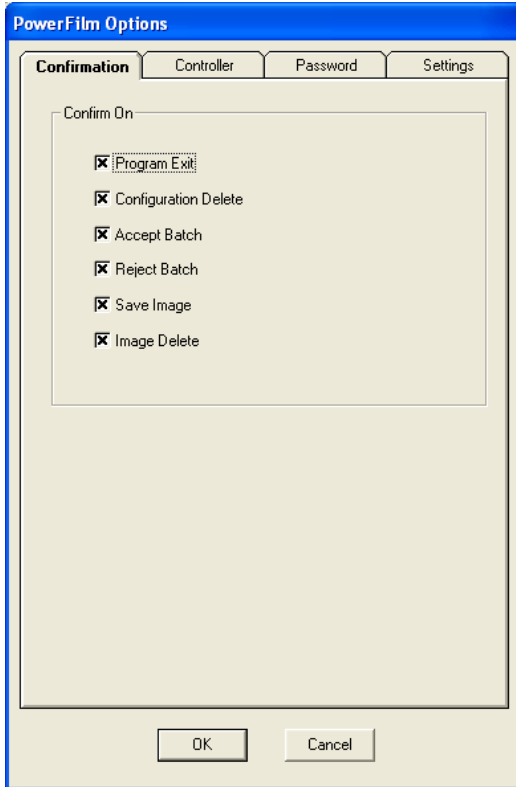 PowerFilm Options
Confirmation Controller Password Settings
Confirm On
Program Exit
Configuration Delete
Accept Batch
Reject Batch
Save Image
Image Delete
OK Cancel